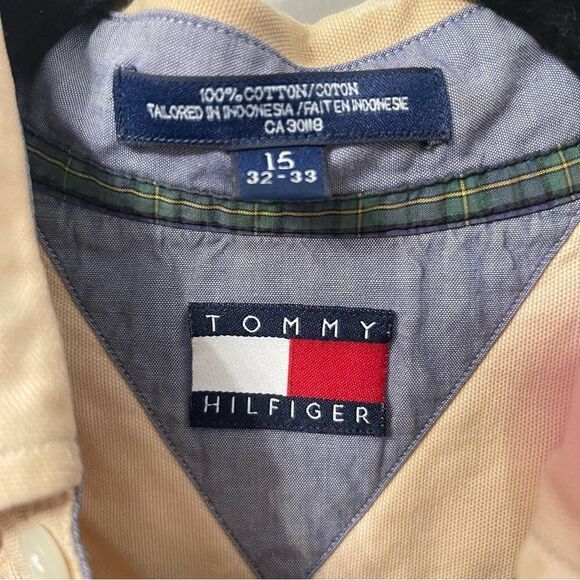 100% COTTON/COTON
TAILORED IN INDONESIA/FAIT EN INDONESIE
CA 30118
15
32-33
TOMMY
HILFIGER